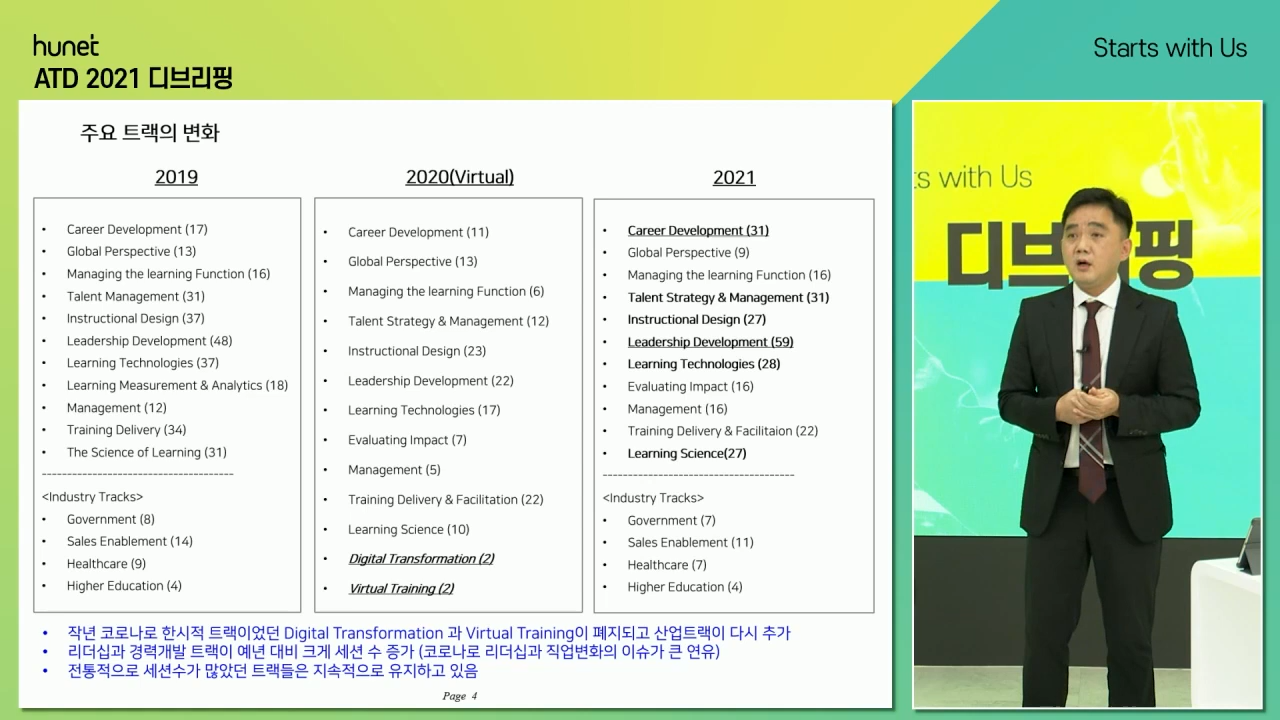 hunet
ATD 2021 디브리핑
Starts with Us
주요 트랙의 변화
2019
• Career Development (17)
• Global Perspective (13)
• Managing the learning Function (16)
• Talent Management (31)
• Instructional Design (37)
• Leadership Development (48)
• Learning Technologies (37)
• Learning Measurement & Analytics (18)
• Management (12)
• Training Delivery (34)
• The Science of Learning (31)
--------------------------------------
<Industry Tracks>
• Government (8)
• Sales Enablement (14)
• Healthcare (9)
• Higher Education (4)
2020(Virtual)
• Career Development (11)
• Global Perspective (13)
• Managing the learning Function (6)
• Talent Strategy & Management (12)
• Instructional Design (23)
• Leadership Development (22)
• Learning Technologies (17)
• Evaluating Impact (7)
• Management (5)
• Training Delivery & Facilitation (22)
• Learning Science (10)
• Digital Transformation (2)
• Virtual Training (2)
2021
• Career Development (31)
• Global Perspective (9)
• Managing the learning Function (16)
• Talent Strategy & Management (31)
• Instructional Design (27)
• Leadership Development (59)
• Learning Technologies (28)
• Evaluating Impact (16)
• Management (16)
• Training Delivery & Facilitaion (22)
• Learning Science(27)
--------------------------------------
<Industry Tracks>
• Government (7)
• Sales Enablement (11)
• Healthcare (7)
• Higher Education (4)
• 작년 코로나로 한시적 트랙이었던 Digital Transformation 과 Virtual Training이 폐지되고 산업트랙이 다시 추가
• 리더십과 경력개발 트랙이 예년 대비 크게 세션 수 증가 (코로나로 리더십과 직업변화의 이슈가 큰 연유)
• 전통적으로 세션수가 많았던 트랙들은 지속적으로 유지하고 있음
Page 4
ts with Us
디브리핑